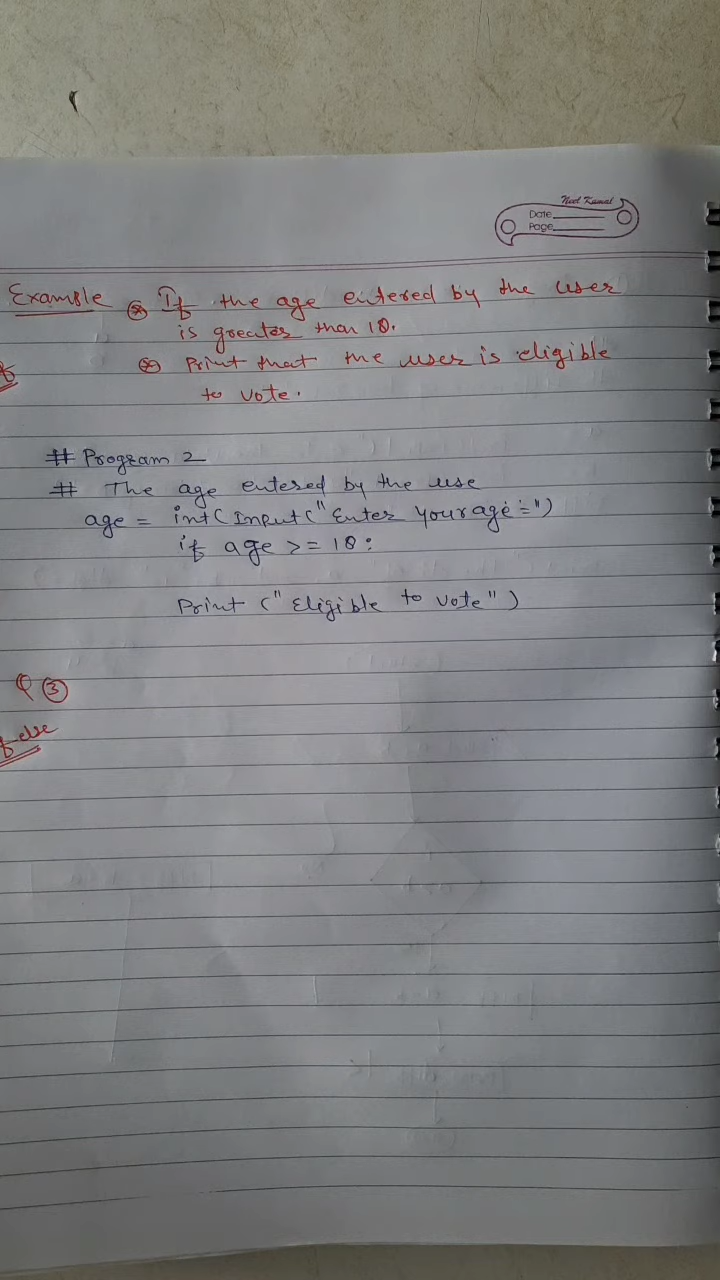 Neel Kamal
Date
Page
Example ⊛ If the age entered by the user
is greater than 18.
⊛ Print that the user is eligible
to vote.
# Program 2
# The age entered by the use
age = int(Input("Enter your age:=")
if age >= 18:
Print ("Eligible to vote")
③
else